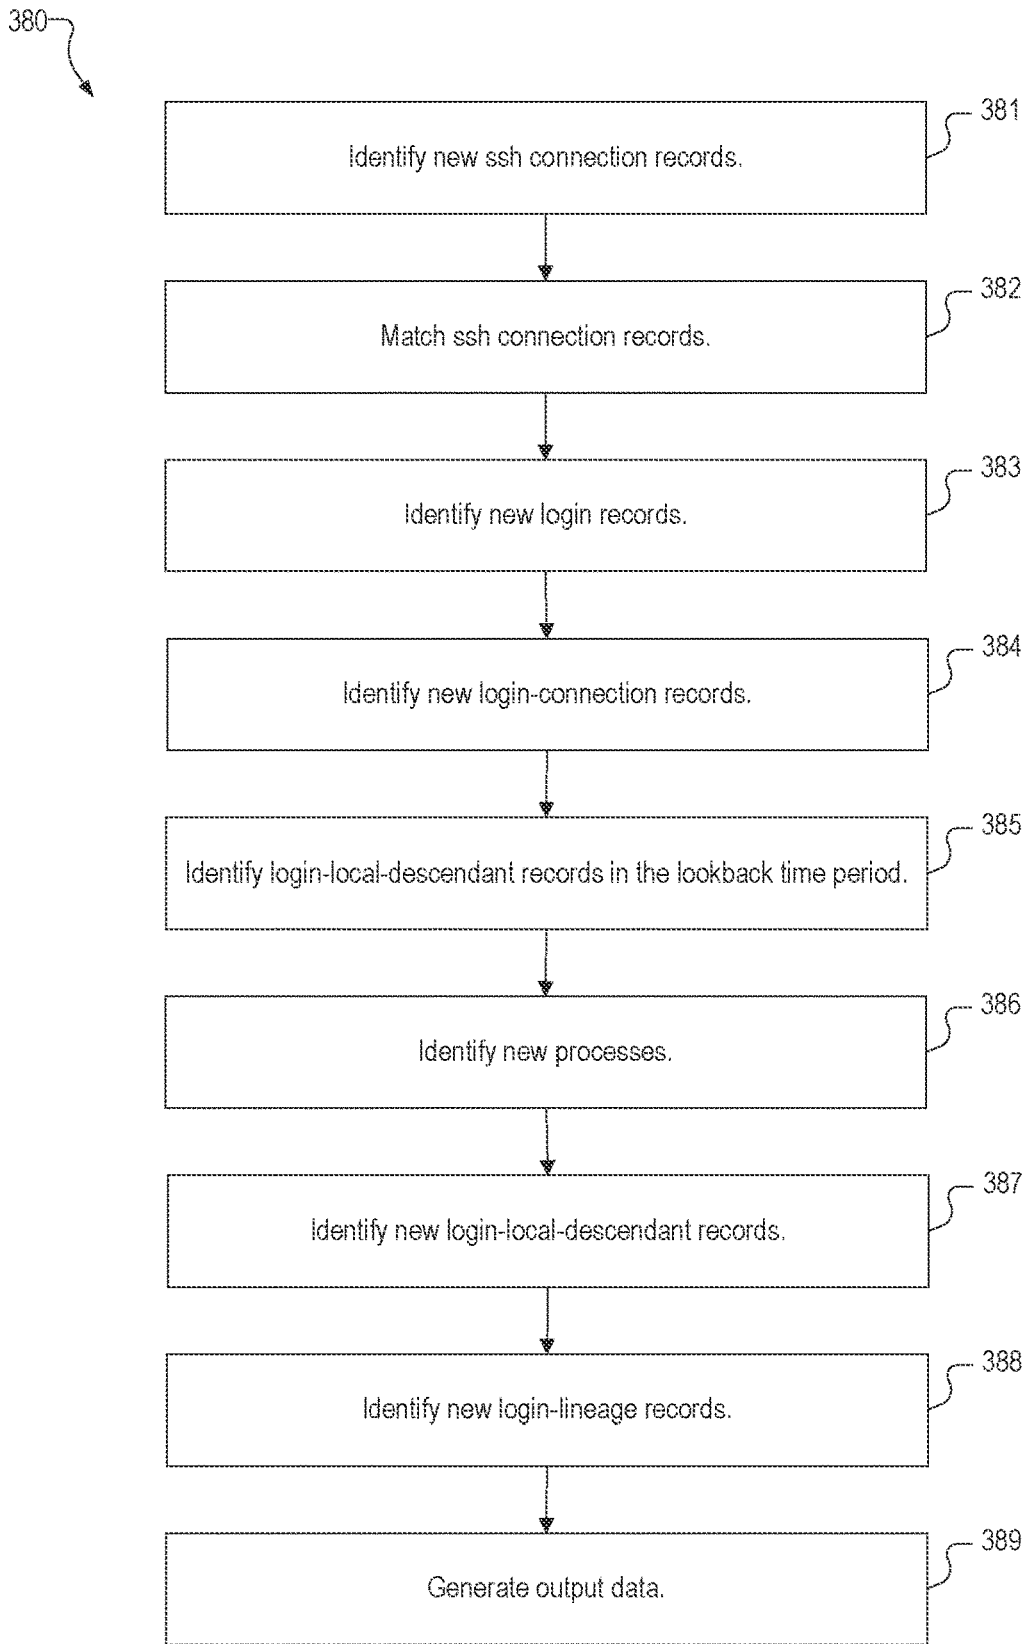 380
381
Identify new ssh connection records.
382
Match ssh connection records.
383
Identify new login records.
384
Identify new login-connection records.
385
Identify login-local-descendant records in the lookback time period.
386
Identify new processes.
387
Identify new login-local-descendant records.
388
Identify new login-lineage records.
389
Generate output data.